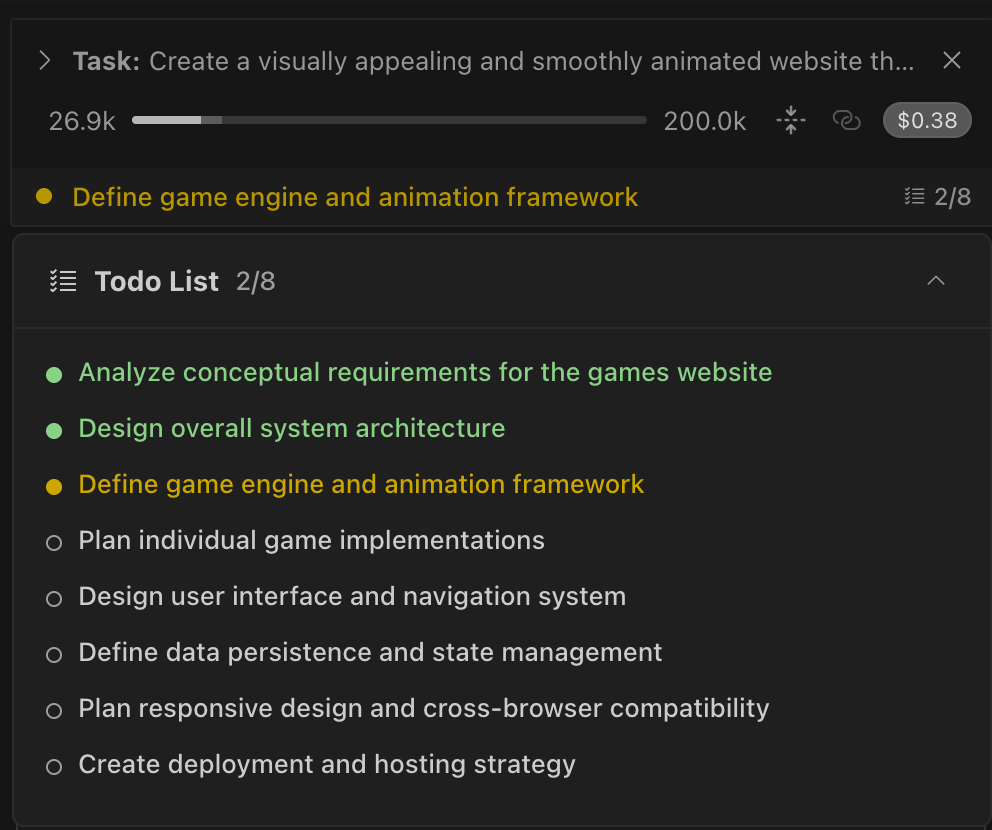 Task: Create a visually appealing and smoothly animated website th...
26.9k 200.0k $0.38
Define game engine and animation framework 2/8
Todo List 2/8
Analyze conceptual requirements for the games website
Design overall system architecture
Define game engine and animation framework
Plan individual game implementations
Design user interface and navigation system
Define data persistence and state management
Plan responsive design and cross-browser compatibility
Create deployment and hosting strategy